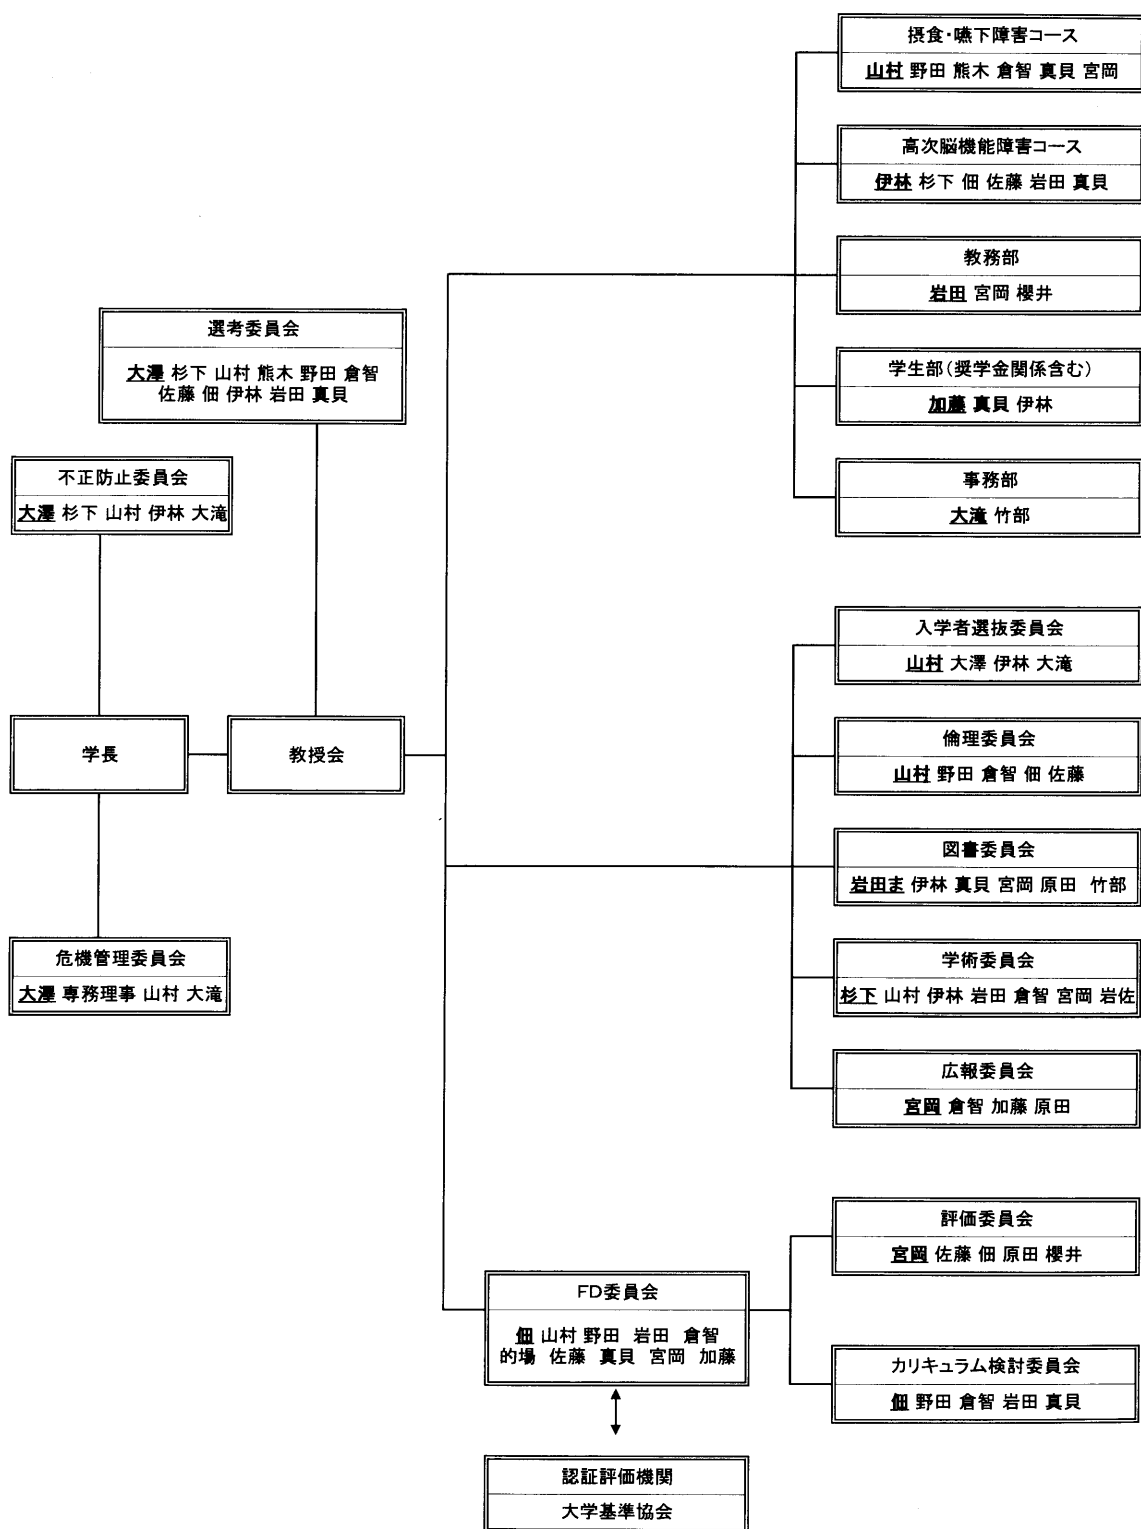 摂食・嚥下障害コース
山村 野田 熊木 倉智 真貝 宮岡
高次脳機能障害コース
伊林 杉下 佃 佐藤 岩田 真貝
教務部
岩田 宮岡 櫻井
選考委員会
大澤 杉下 山村 熊木 野田 倉智
佐藤 佃 伊林 岩田 真貝
学生部(奨学金関係含む)
加藤 真貝 伊林
不正防止委員会
大澤 杉下 山村 伊林 大滝
事務部
大滝 竹部
入学者選抜委員会
山村 大澤 伊林 大滝
学長
教授会
倫理委員会
山村 野田 倉智 佃 佐藤
図書委員会
岩田ま 伊林 真貝 宮岡 原田 竹部
危機管理委員会
大澤 専務理事 山村 大滝
学術委員会
杉下 山村 伊林 岩田 倉智 宮岡 岩佐
広報委員会
宮岡 倉智 加藤 原田
評価委員会
宮岡 佐藤 佃 原田 櫻井
FD委員会
佃 山村 野田 岩田 倉智
的場 佐藤 真貝 宮岡 加藤
カリキュラム検討委員会
佃 野田 倉智 岩田 真貝
認証評価機関
大学基準協会